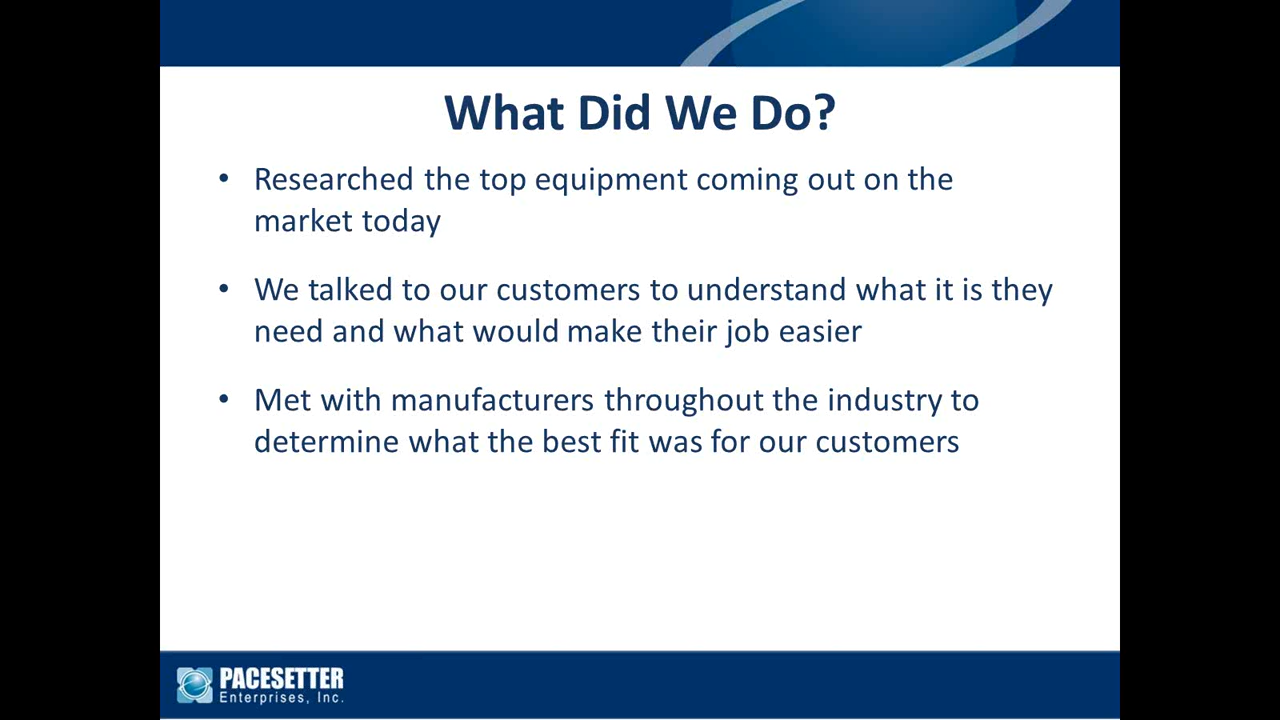 What Did We Do?
• Researched the top equipment coming out on the
market today
• We talked to our customers to understand what it is they
need and what would make their job easier
• Met with manufacturers throughout the industry to
determine what the best fit was for our customers
PACESETTER
Enterprises, Inc.